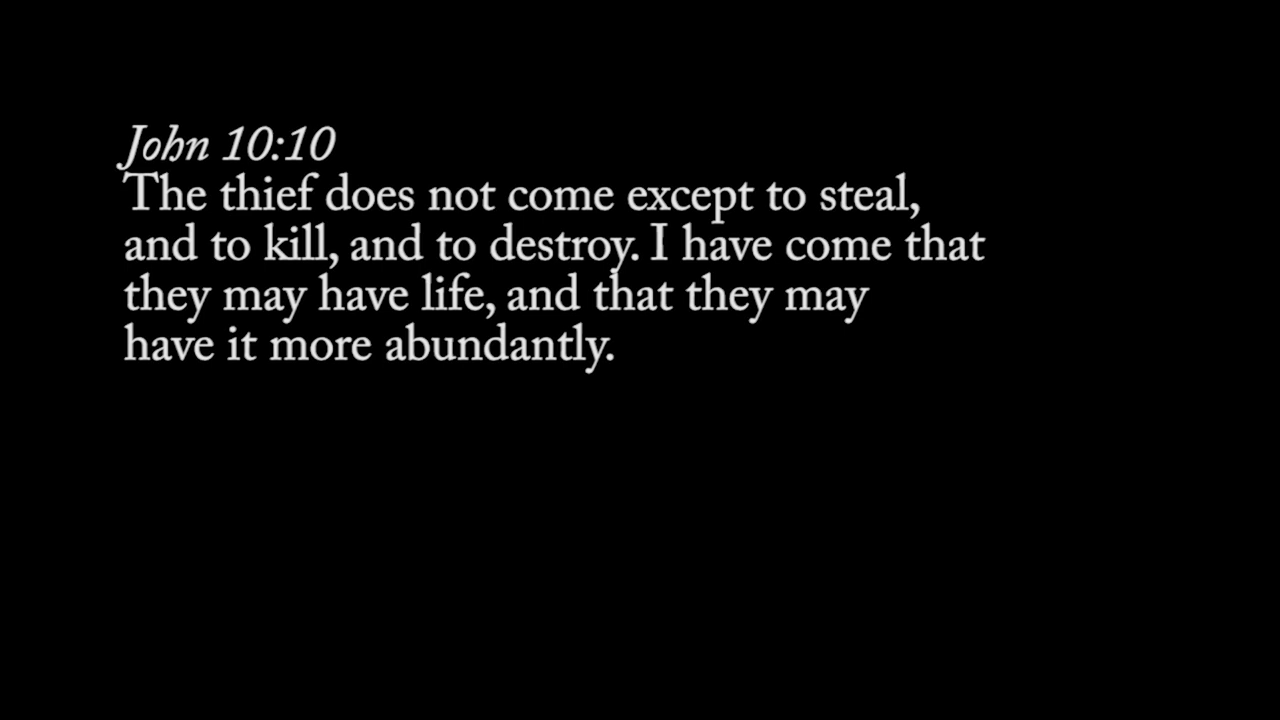 John 10:10
The thief does not come except to steal,
and to kill, and to destroy. I have come that
they may have life, and that they may
have it more abundantly.